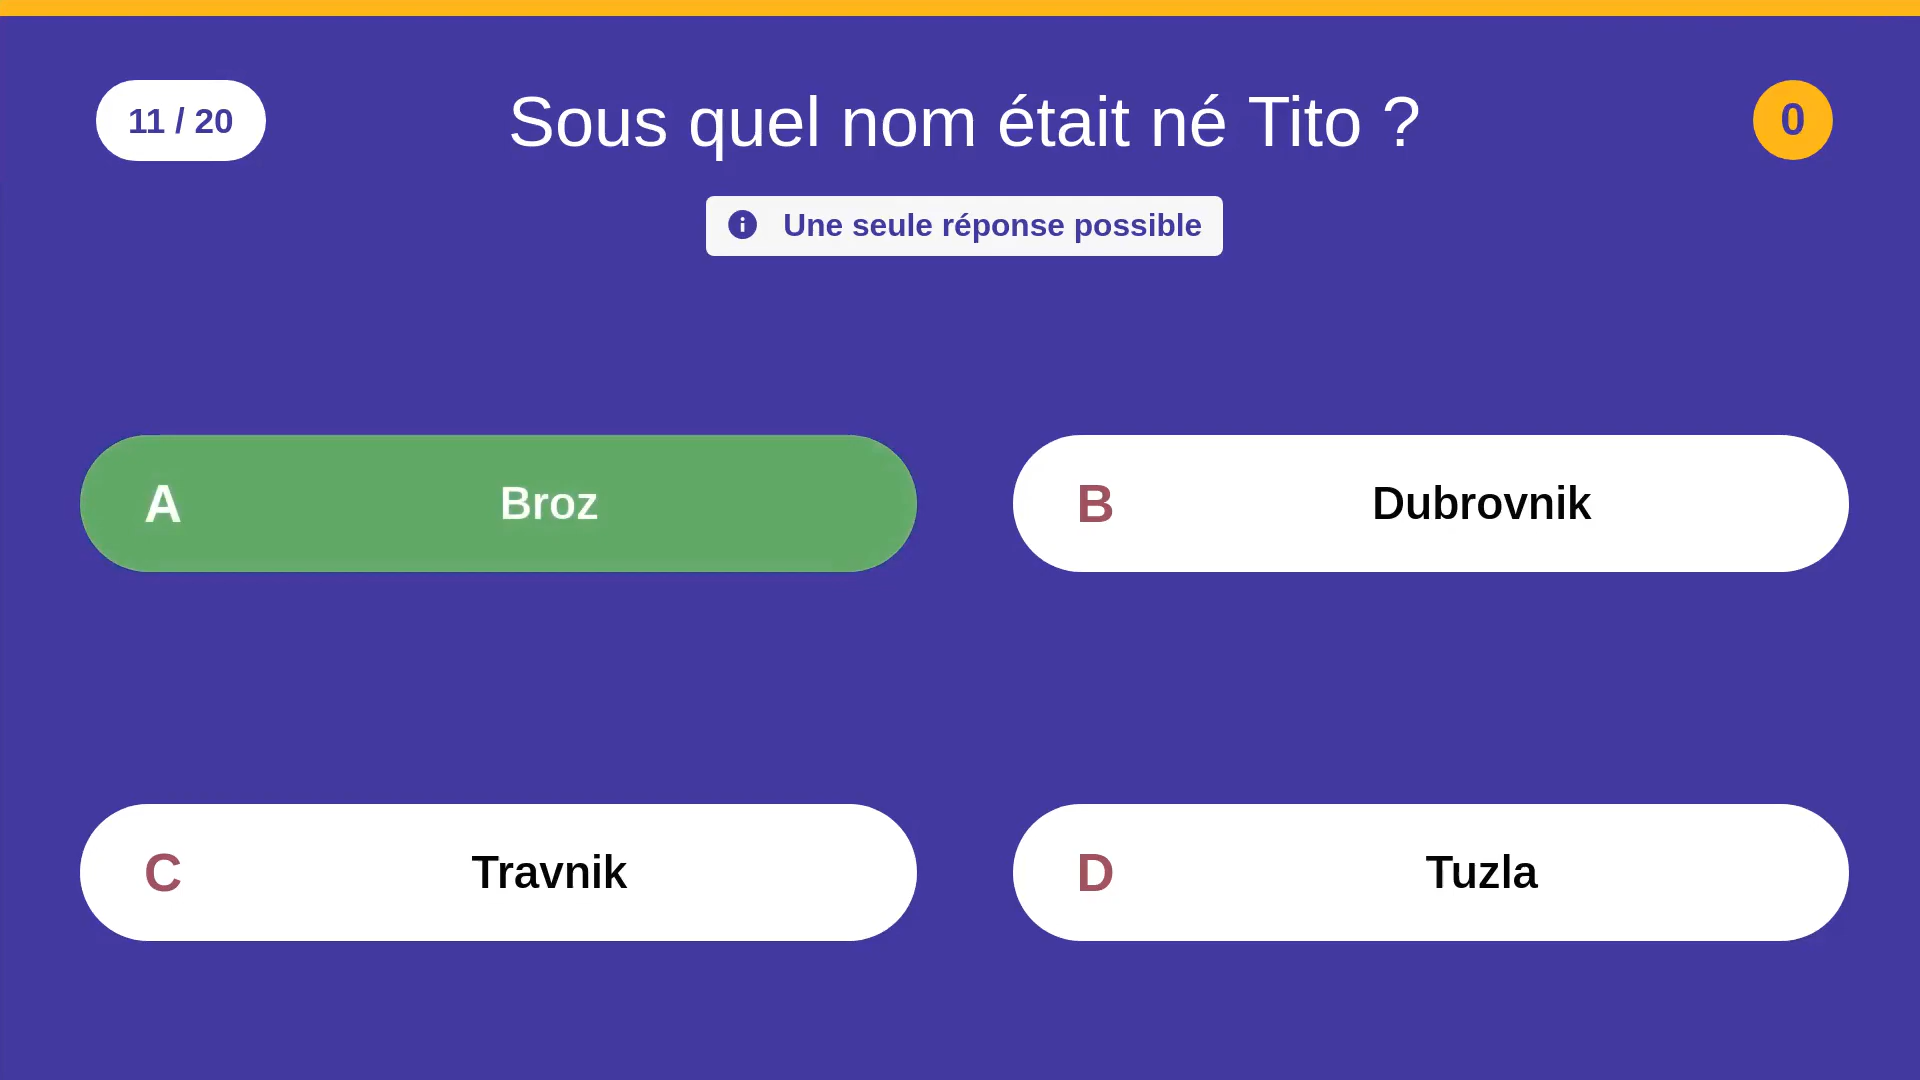 11 / 20
Sous quel nom était né Tito ?
0
Une seule réponse possible
A Broz
B Dubrovnik
C Travnik
D Tuzla